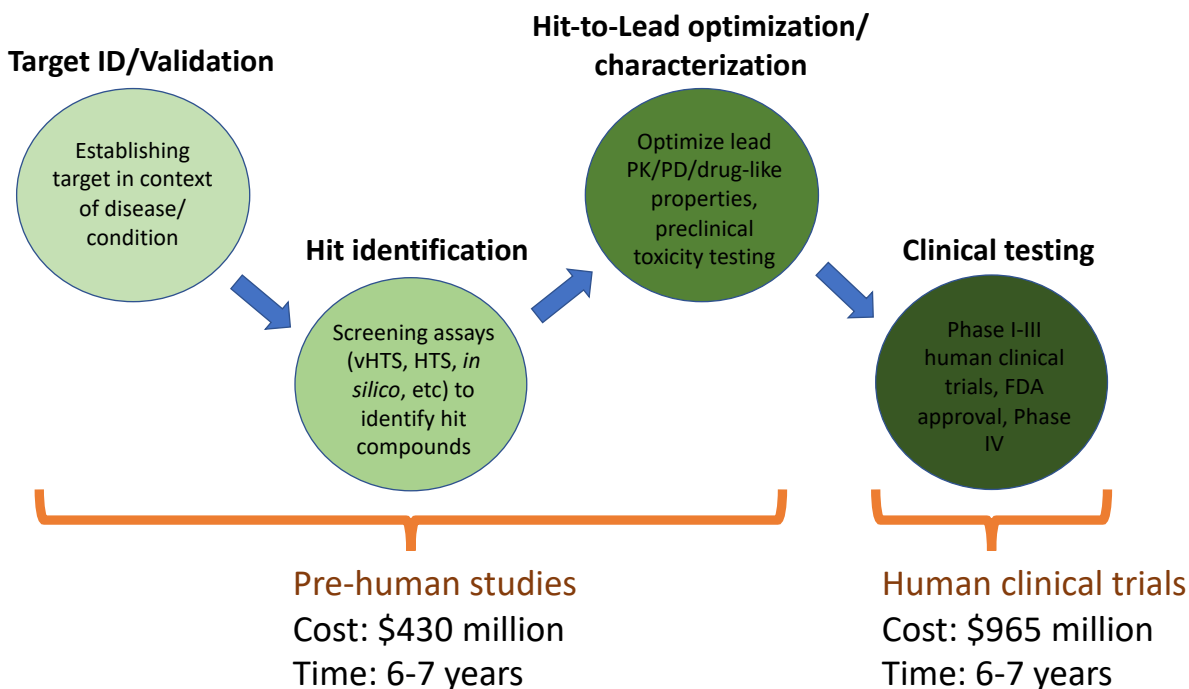 Target ID/Validation
Establishing
target in context
of disease/
condition
Hit identification
Screening assays
(vHTS, HTS, in
silico, etc) to
identify hit
compounds
Hit-to-Lead optimization/
characterization
Optimize lead
PK/PD/drug-like
properties,
preclinical
toxicity testing
Clinical testing
Phase I-III
human clinical
trials, FDA
approval, Phase
IV
Pre-human studies
Cost: $430 million
Time: 6-7 years
Human clinical trials
Cost: $965 million
Time: 6-7 years